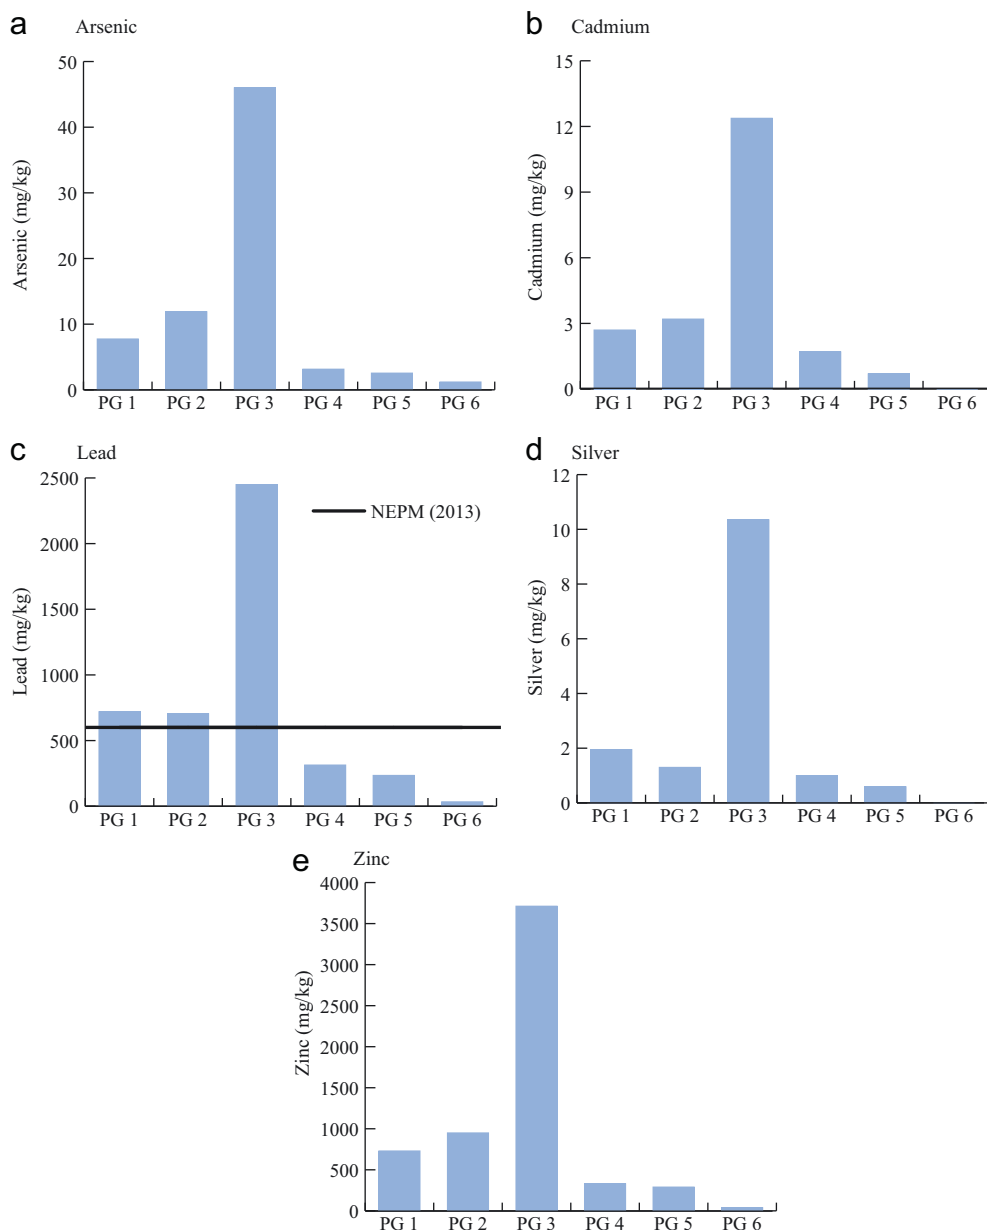 a Arsenic
50
40
30
20
10
0
Arsenic (mg/kg)
PG 1 PG 2 PG 3 PG 4 PG 5 PG 6
b Cadmium
15
12
9
6
3
0
Cadmium (mg/kg)
PG 1 PG 2 PG 3 PG 4 PG 5 PG 6
c Lead
2500
2000
1500
1000
500
0
Lead (mg/kg)
NEPM (2013)
PG 1 PG 2 PG 3 PG 4 PG 5 PG 6
d Silver
12
10
8
6
4
2
0
Silver (mg/kg)
PG 1 PG 2 PG 3 PG 4 PG 5 PG 6
e Zinc
4000
3500
3000
2500
2000
1500
1000
500
0
Zinc (mg/kg)
PG 1 PG 2 PG 3 PG 4 PG 5 PG 6